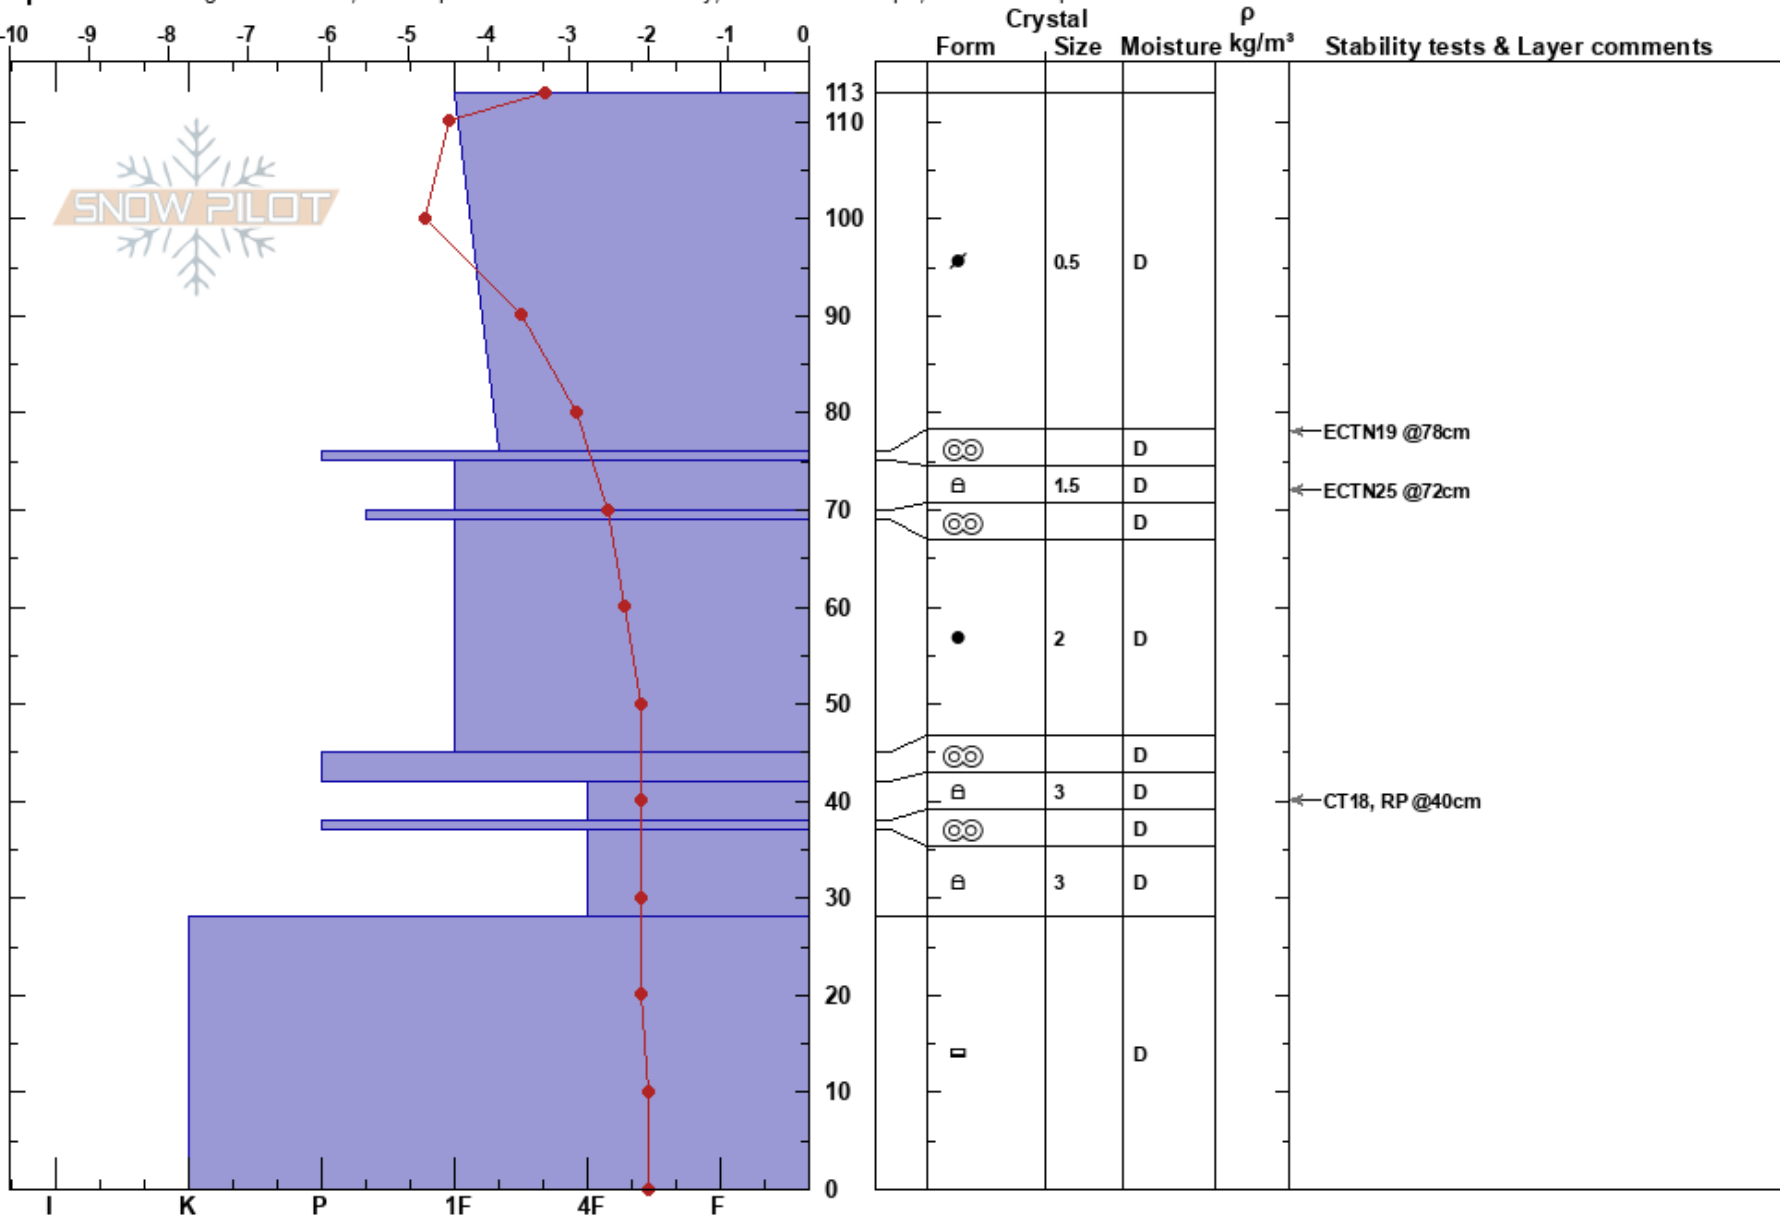 Crystal ρ
-10 -9 -8 -7 -6 -5 -4 -3 -2 -1 0 Form Size Moisture kg/m³ Stability tests & Layer comments
113
110
SNOW PILOT
100
0.5 D
90
80
ECTN19 @78cm
D
1.5 D ECTN25 @72cm
70
D
60
2 D
50
D
40 3 D CT18, RP @40cm
D
3 D
30
20
D
10
0
I K P 1F 4F F